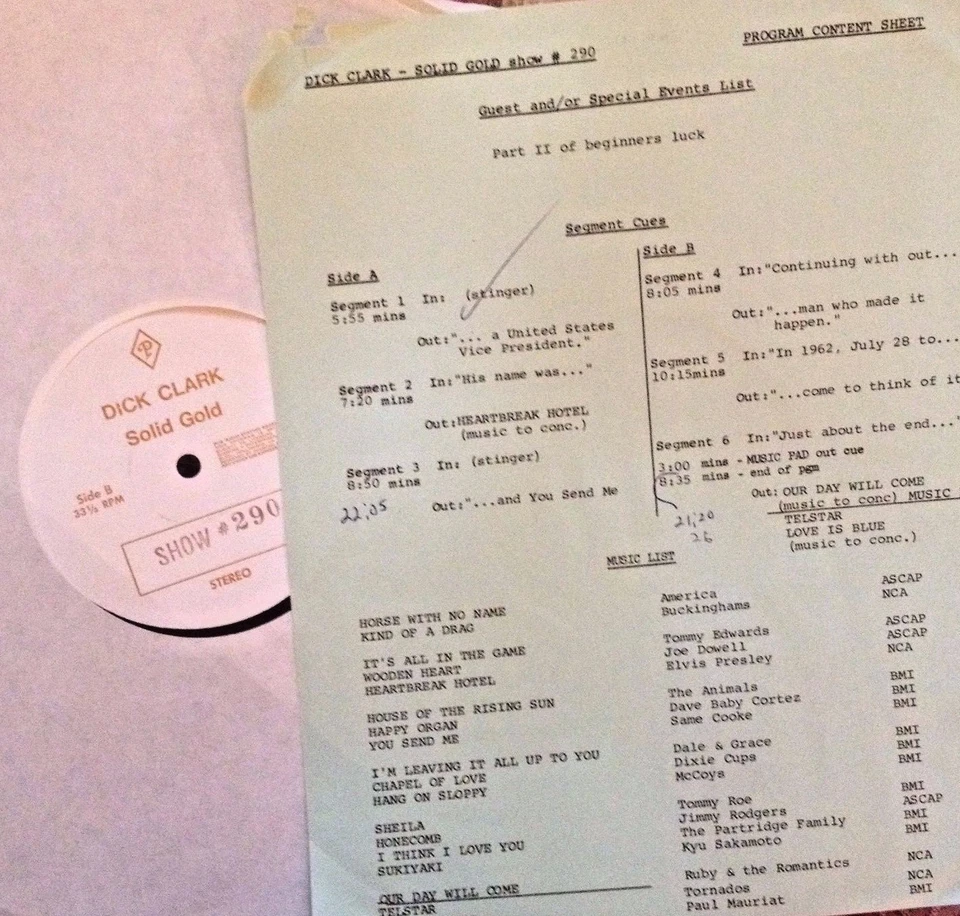 DICK CLARK - SOLID GOLD show # 290
PROGRAM CONTENT SHEET
Guest and/or Special Events List
Part II of beginners luck
Segment Cues
Side A
Segment 1 In: (stinger)
5:55 mins
Out:"... a United States
Vice President."
Segment 2 In:"His name was..."
7:20 mins
Out:HEARTBREAK HOTEL
(music to conc.)
Segment 3 In: (stinger)
8:50 mins
Out:"...and You Send Me
22;05
Side B
Segment 4 In:"Continuing with out...
8:05 mins
Out:"...man who made it
happen."
Segment 5 In:"In 1962, July 28 to...
10:15mins
Out:"...come to think of it
Segment 6 In:"Just about the end..."
3:00 mins - MUSIC PAD out cue
8:35 mins - end of pgm
Out: OUR DAY WILL COME
(music to conc) MUSIC
TELSTAR
LOVE IS BLUE
(music to conc.)
21;20
26
MUSIC LIST
HORSE WITH NO NAME America ASCAP
KIND OF A DRAG Buckinghams NCA
IT'S ALL IN THE GAME Tommy Edwards ASCAP
WOODEN HEART Joe Dowell ASCAP
HEARTBREAK HOTEL Elvis Presley NCA
HOUSE OF THE RISING SUN The Animals BMI
HAPPY ORGAN Dave Baby Cortez BMI
YOU SEND ME Same Cooke BMI
I'M LEAVING IT ALL UP TO YOU Dale & Grace BMI
CHAPEL OF LOVE Dixie Cups BMI
HANG ON SLOPPY McCoys BMI
SHEILA Tommy Roe BMI
HONECOMB Jimmy Rodgers ASCAP
I THINK I LOVE YOU The Partridge Family BMI
SUKIYAKI Kyu Sakamoto BMI
OUR DAY WILL COME Ruby & the Romantics NCA
TELSTAR Tornados NCA
Paul Mauriat BMI
DICK CLARK
Solid Gold
Side B
33⅓ RPM
SHOW #290
STEREO